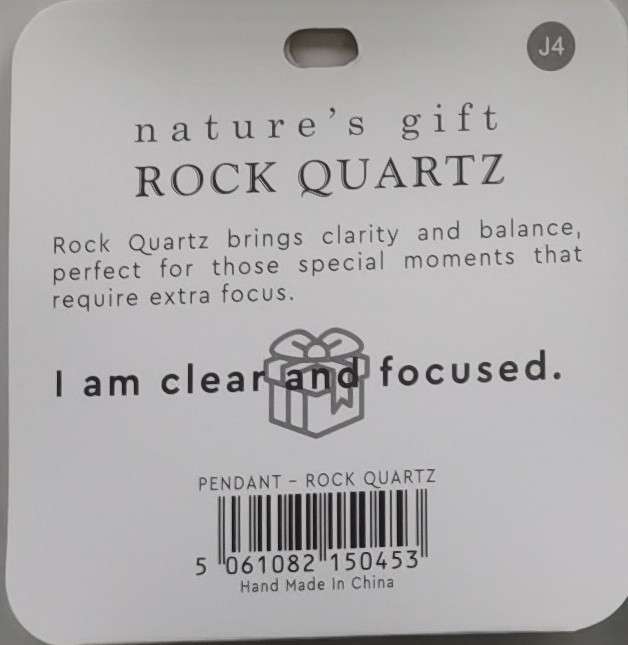 J4
nature's gift
ROCK QUARTZ
Rock Quartz brings clarity and balance,
perfect for those special moments that
require extra focus.
I am clear and focused.
PENDANT - ROCK QUARTZ
5 061082 150453
Hand Made In China